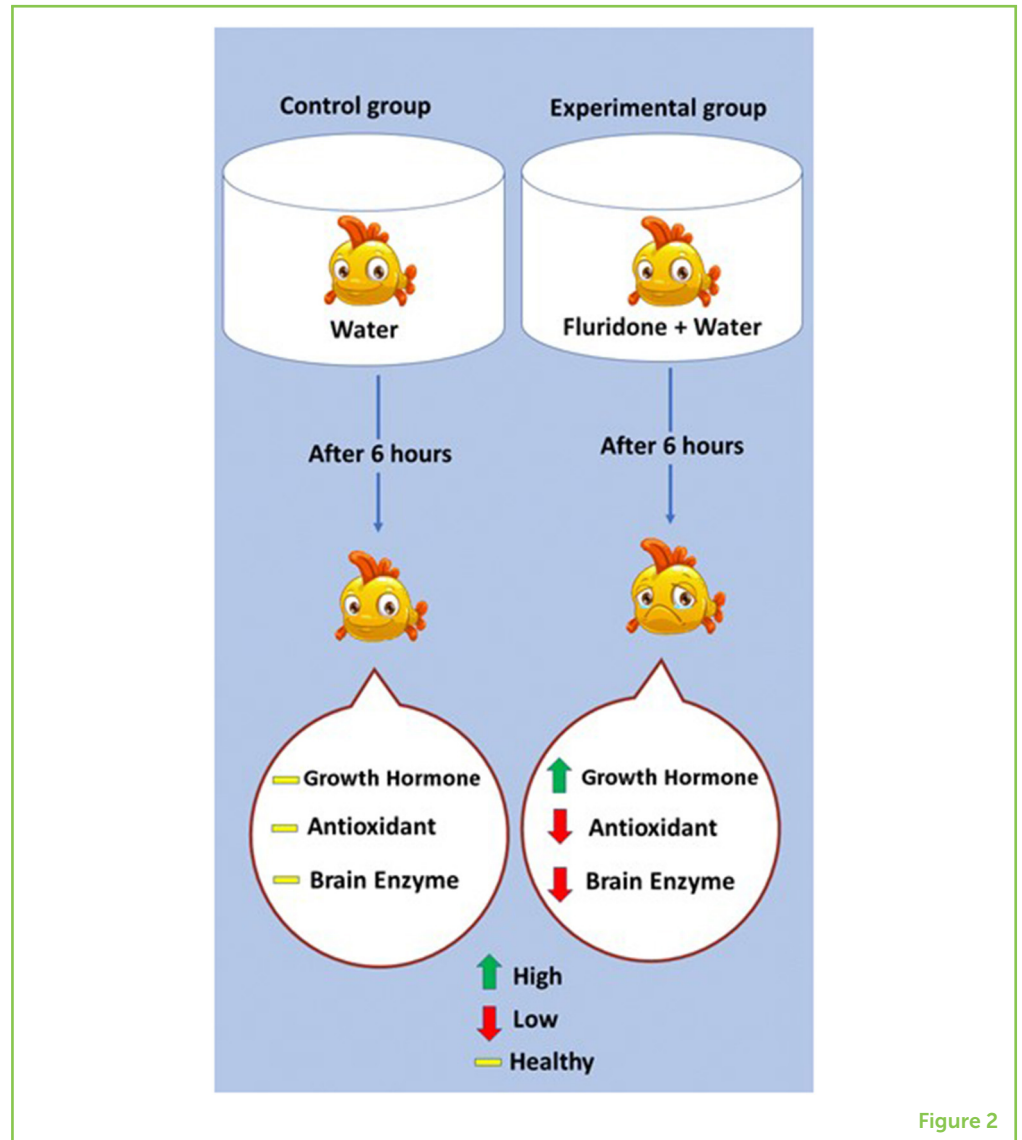 Control group
Experimental group
Water
Fluridone + Water
After 6 hours
After 6 hours
Growth Hormone
Antioxidant
Brain Enzyme
Growth Hormone
Antioxidant
Brain Enzyme
High
Low
Healthy
Figure 2